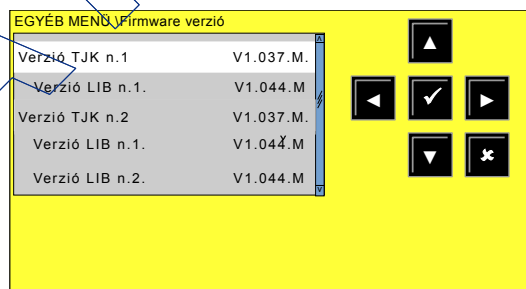 EGYÉB MENÜ \Firmware verzió
Verzió TJK n.1 V1.037.M.
Verzió LIB n.1. V1.044.M
Verzió TJK n.2 V1.037.M.
Verzió LIB n.1. V1.044.M
Verzió LIB n.2. V1.044.M